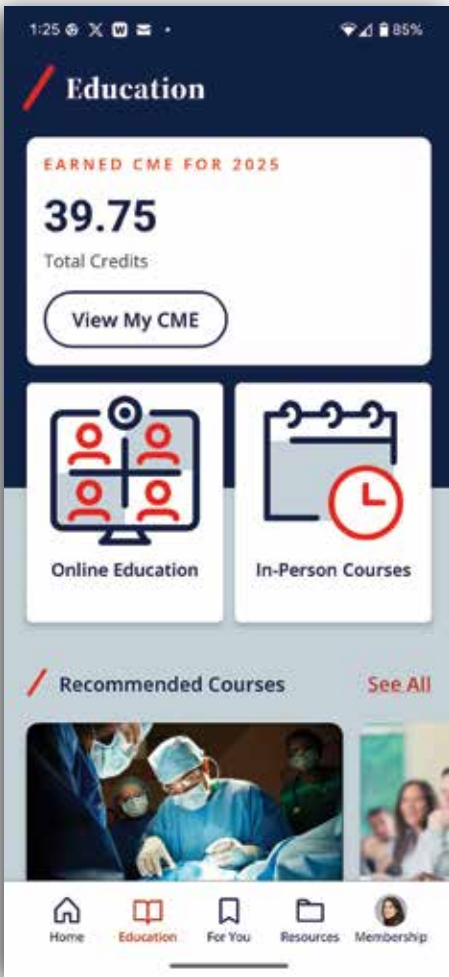 1:25
85%
Education
EARNED CME FOR 2025
39.75
Total Credits
View My CME
Online Education
In-Person Courses
Recommended Courses
See All
Home
Education
For You
Resources
Membership